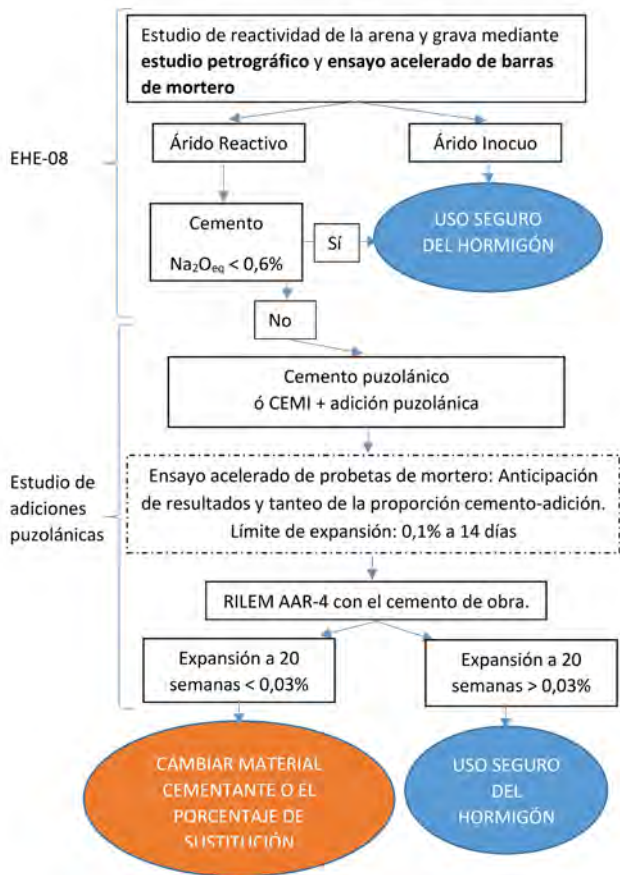 Estudio de reactividad de la arena y grava mediante
estudio petrográfico y ensayo acelerado de barras
de mortero
EHE-08
Árido Reactivo
Árido Inocuo
Cemento
Na₂Oeq < 0,6%
Sí
USO SEGURO
DEL HORMIGÓN
No
Cemento puzolánico
ó CEMI + adición puzolánica
Estudio de
adiciones
puzolánicas
Ensayo acelerado de probetas de mortero: Anticipación
de resultados y tanteo de la proporción cemento-adición.
Límite de expansión: 0,1% a 14 días
RILEM AAR-4 con el cemento de obra.
Expansión a 20
semanas < 0,03%
Expansión a 20
semanas > 0,03%
CAMBIAR MATERIAL
CEMENTANTE O EL
PORCENTAJE DE
SUSTITUCIÓN
USO SEGURO
DEL
HORMIGÓN